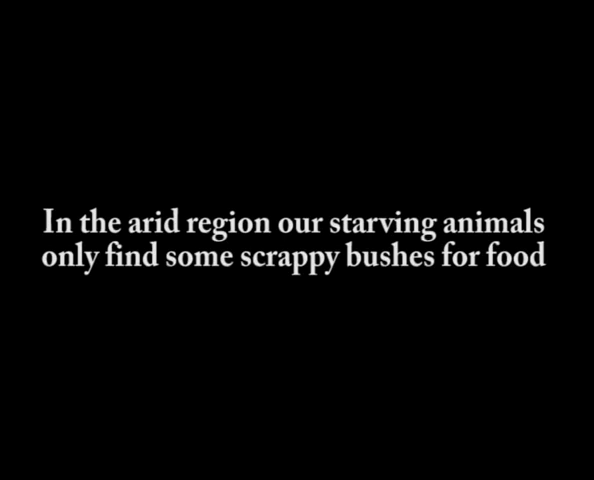 In the arid region our starving animals
only find some scrappy bushes for food